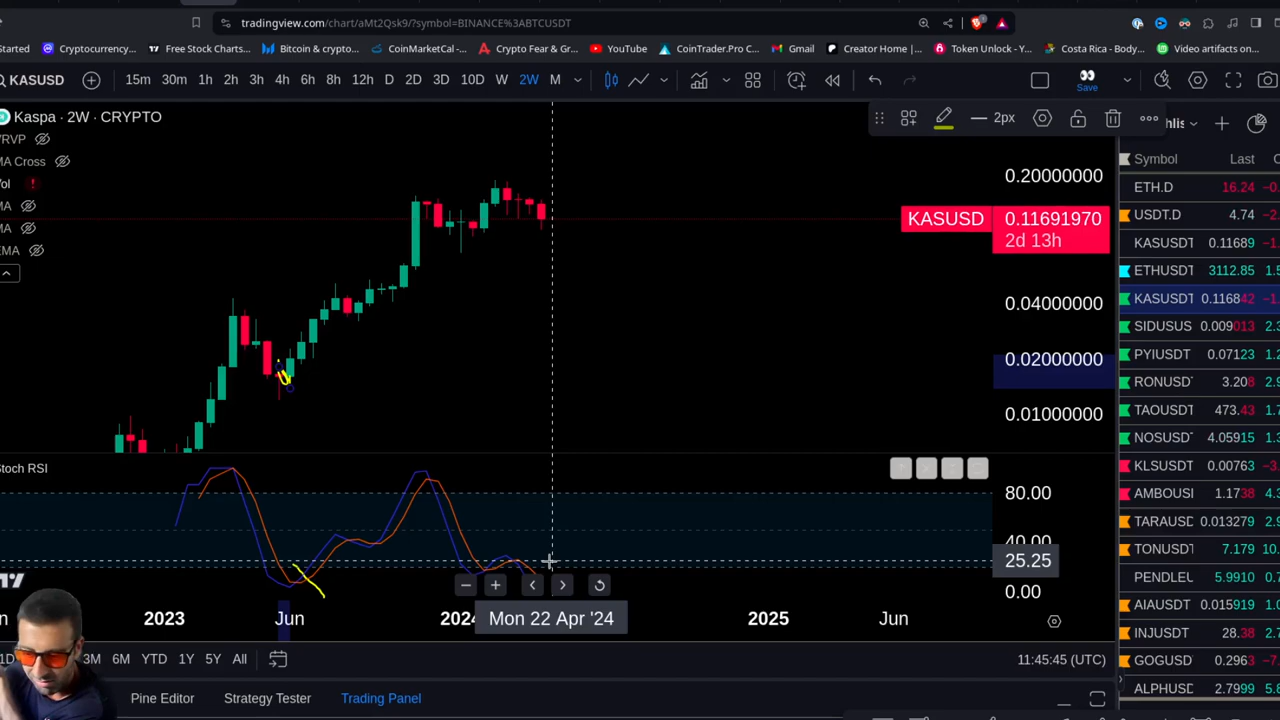 tradingview.com/chart/aMt2Qsk9/?symbol=BINANCE%3ABTCUSDT
Started
Cryptocurrency...
Free Stock Charts...
Bitcoin & crypto...
CoinMarketCal -...
Crypto Fear & Gr...
YouTube
CoinTrader.Pro C...
Gmail
Creator Home |...
Token Unlock - Y...
Costa Rica - Body...
Video artifacts on...
KASUSD
15m 30m 1h 2h 3h 4h 6h 8h 12h D 2D 3D 10D W 2W M
Save
Kaspa · 2W · CRYPTO
VRVP
MA Cross
Vol !
MA
MA
EMA
2px
Symbol Last
ETH.D 16.24
USDT.D 4.74
KASUSDT 0.11689
ETHUSDT 3112.85
KASUSDT 0.116842
SIDUSUS 0.009013
PYIUSDT 0.07123
RONUSD 3.208
TAOUSDT 473.43
NOSUSDT 4.05915
KLSUSDT 0.00763
AMBOUSI 1.1738
TARAUSD 0.013279
TONUSDT 7.179
PENDLEU 5.9910
AIAUSDT 0.015919
INJUSDT 28.38
GOGUSD 0.2963
ALPHUSD 2.7999
0.20000000
KASUSD 0.11691970
2d 13h
0.04000000
0.02000000
0.01000000
Stoch RSI
80.00
40.00
25.25
0.00
2023 Jun 2024 Mon 22 Apr '24 2025 Jun
1D 3M 6M YTD 1Y 5Y All
11:45:45 (UTC)
Pine Editor
Strategy Tester
Trading Panel